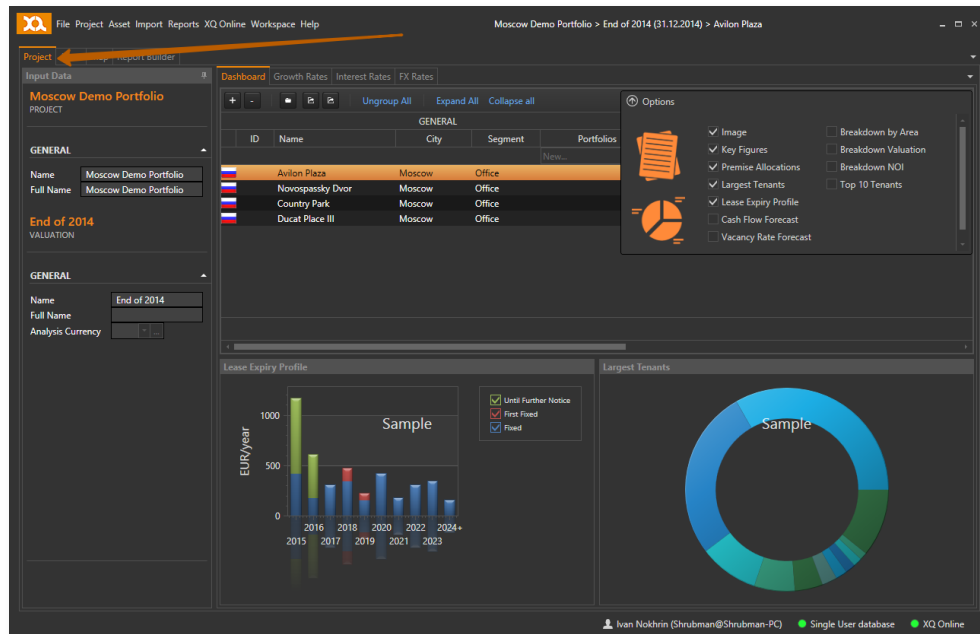 XQ File Project Asset Import Reports XQ Online Workspace Help Moscow Demo Portfolio > End of 2014 (31.12.2014) > Avilon Plaza
Project Report Builder
Input Data
Moscow Demo Portfolio
PROJECT
GENERAL
Name Moscow Demo Portfolio
Full Name Moscow Demo Portfolio
End of 2014
VALUATION
GENERAL
Name End of 2014
Full Name
Analysis Currency ...
Dashboard Growth Rates Interest Rates FX Rates
+ - Ungroup All Expand All Collapse all
GENERAL
ID Name City Segment Portfolios
New...
Avilon Plaza Moscow Office
Novospassky Dvor Moscow Office
Country Park Moscow Office
Ducat Place III Moscow Office
Options
Image
Key Figures
Premise Allocations
Largest Tenants
Lease Expiry Profile
Cash Flow Forecast
Vacancy Rate Forecast
Breakdown by Area
Breakdown Valuation
Breakdown NOI
Top 10 Tenants
Lease Expiry Profile
EUR/year
1000
500
0
Sample
2016 2018 2020 2022 2024+
2015 2017 2019 2021 2023
Until Further Notice
First Fixed
Fixed
Largest Tenants
Sample
Ivan Nokhrin (Shrubman@Shrubman-PC) Single User database XQ Online